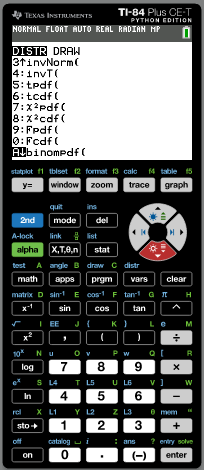 TEXAS INSTRUMENTS TI-84 Plus CE-T
PYTHON EDITION
NORMAL FLOAT AUTO REAL RADIAN MP
DISTR DRAW
3↑invNorm(
4:invT(
5:tpdf(
6:tcdf(
7:χ²pdf(
8:χ²cdf(
9:Fpdf(
0:Fcdf(
A↓binompdf(
statplot f1 tblset f2 format f3 calc f4 table f5
y= window zoom trace graph
quit ins
2nd mode del
A-lock link list
alpha X,T,θ,n stat
test A angle B draw C distr
math apps prgm vars clear
matrix D sin⁻¹ E cos⁻¹ F tan⁻¹ G π H
x⁻¹ sin cos tan ^
√ I EE J { K } L e M
x² , ( ) ÷
10ˣ N u O v P w Q [ R
log 7 8 9 ×
eˣ S L4 T L5 U L6 V ] W
ln 4 5 6 −
rcl X L1 Y L2 Z L3 θ mem "
sto→ 1 2 3 +
off catalog ⎵ i : ans ? entry solve
on 0 . (−) enter